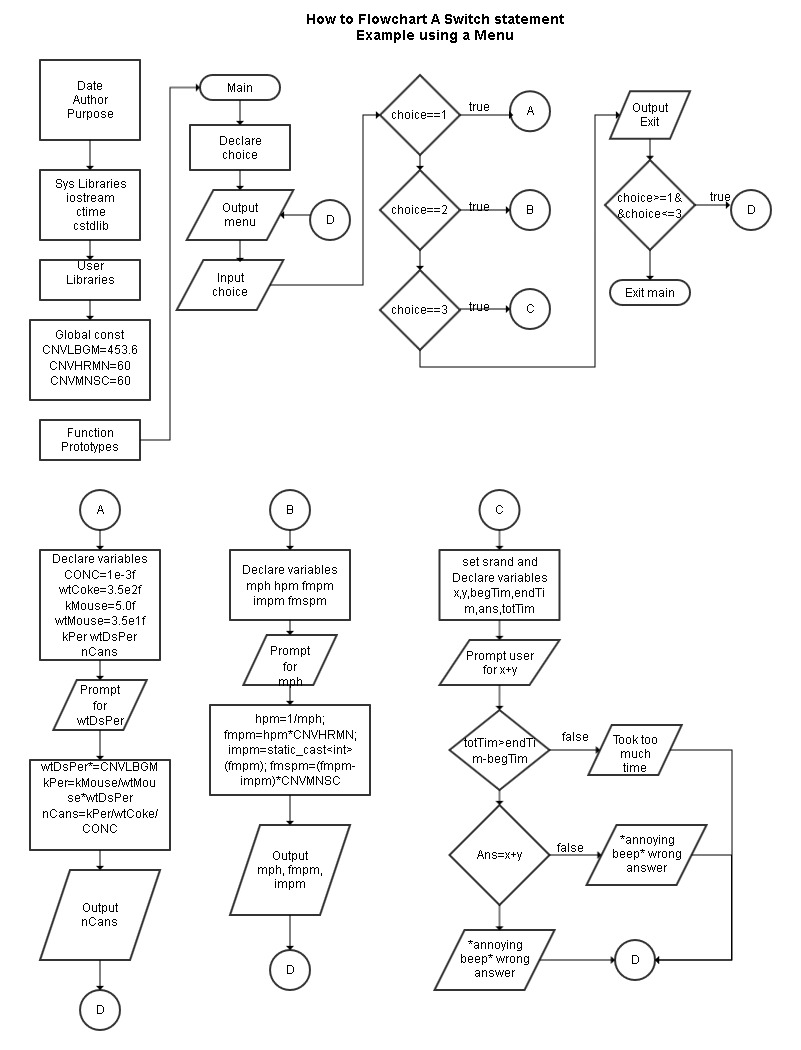 How to Flowchart A Switch statement
Example using a Menu
Date
Author
Purpose
Sys Libraries
iostream
ctime
cstdlib
User
Libraries
Global const
CNVLBGM=453.6
CNVHRMN=60
CNVMNSC=60
Function
Prototypes
Main
Declare
choice
Output
menu
D
Input
choice
choice==1
true
A
choice==2
true
B
choice==3
true
C
Output
Exit
choice>=1&
&choice<=3
true
D
Exit main
A
Declare variables
CONC=1e-3f
wtCoke=3.5e2f
kMouse=5.0f
wtMouse=3.5e1f
kPer wtDsPer
nCans
Prompt
for
wtDsPer
wtDsPer*=CNVLBGM
kPer=kMouse/wtMou
se*wtDsPer
nCans=kPer/wtCoke/
CONC
Output
nCans
D
B
Declare variables
mph hpm fmpm
impm fmspm
Prompt
for
mph
hpm=1/mph;
fmpm=hpm*CNVHRMN;
impm=static_cast<int>
(fmpm); fmspm=(fmpm-
impm)*CNVMNSC
Output
mph, fmpm,
impm
D
C
set srand and
Declare variables
x,y,begTim,endTi
m,ans,totTim
Prompt user
for x+y
totTim>endTi
m-begTim
false
Took too
much
time
Ans=x+y
false
*annoying
beep* wrong
answer
*annoying
beep* wrong
answer
D